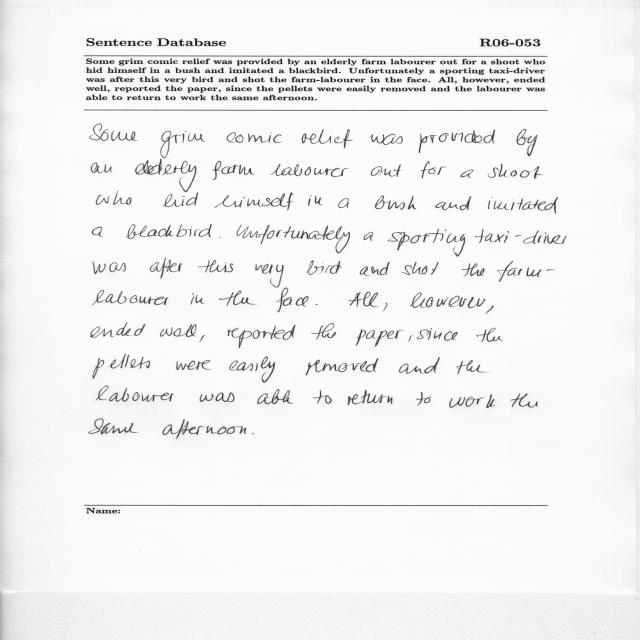 Sentence Database R06-053
Some grim comic relief was provided by an elderly farm labourer out for a shoot who
hid himself in a bush and imitated a blackbird. Unfortunately a sporting taxi-driver
was after this very bird and shot the farm-labourer in the face. All, however, ended
well, reported the paper, since the pellets were easily removed and the labourer was
able to return to work the same afternoon.
Some grim comic relief was provided by
an elderly farm labourer out for a shoot
who hid himself in a bush and imitated
a blackbird. Unfortunately a sporting taxi-driver
was after this very bird and shot the farm-
labourer in the face. All, however,
ended well, reported the paper, since the
pellets were easily removed and the
labourer was able to return to work the
same afternoon.
Name: